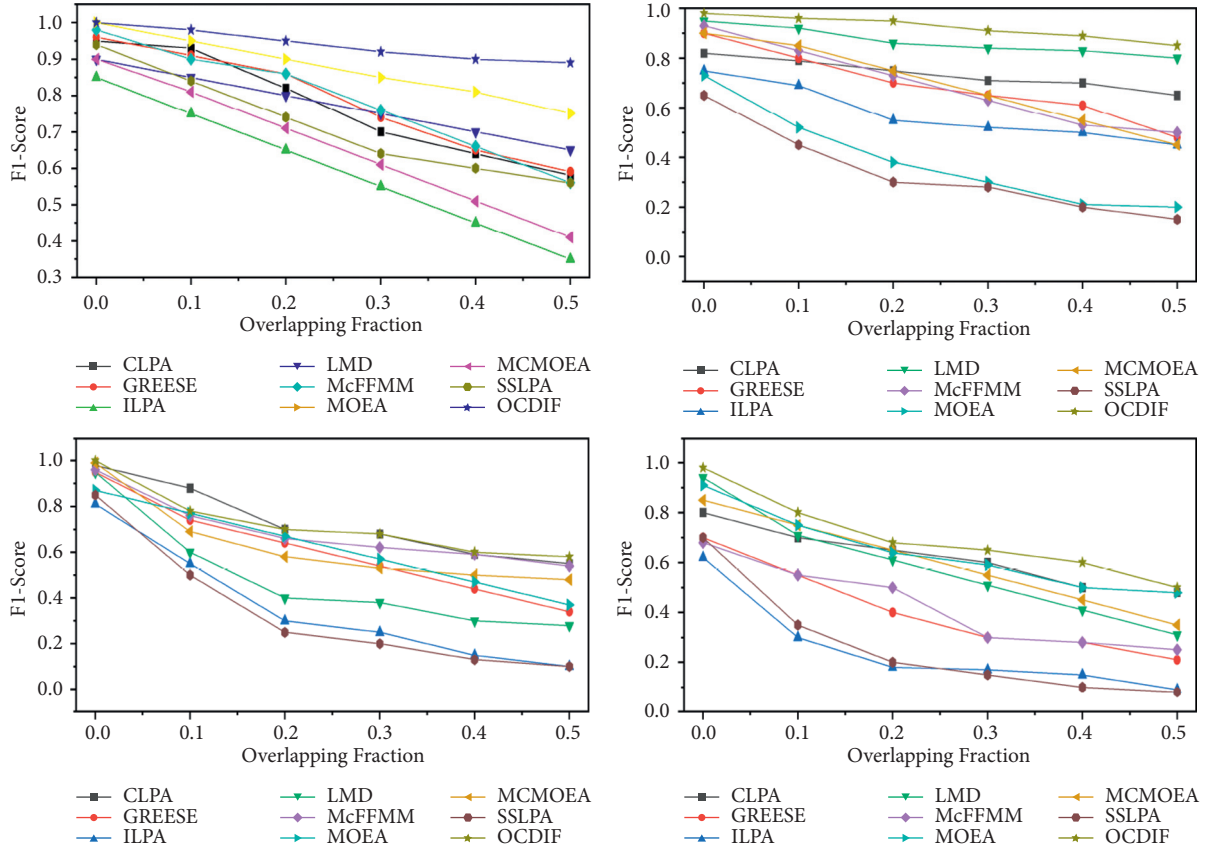 1.0
0.9
0.8
0.7
0.6
0.5
0.4
0.3
F1-Score
0.0 0.1 0.2 0.3 0.4 0.5
Overlapping Fraction
CLPA LMD MCMOEA
GREESE McFFMM SSLPA
ILPA MOEA OCDIF
1.0
0.8
0.6
0.4
0.2
0.0
F1-Score
0.0 0.1 0.2 0.3 0.4 0.5
Overlapping Fraction
CLPA LMD MCMOEA
GREESE McFFMM SSLPA
ILPA MOEA OCDIF
1.0
0.8
0.6
0.4
0.2
0.0
F1-Score
0.0 0.1 0.2 0.3 0.4 0.5
Overlapping Fraction
CLPA LMD MCMOEA
GREESE McFFMM SSLPA
ILPA MOEA OCDIF
1.0
0.8
0.6
0.4
0.2
0.0
F1-Score
0.0 0.1 0.2 0.3 0.4 0.5
Overlapping Fraction
CLPA LMD MCMOEA
GREESE McFFMM SSLPA
ILPA MOEA OCDIF